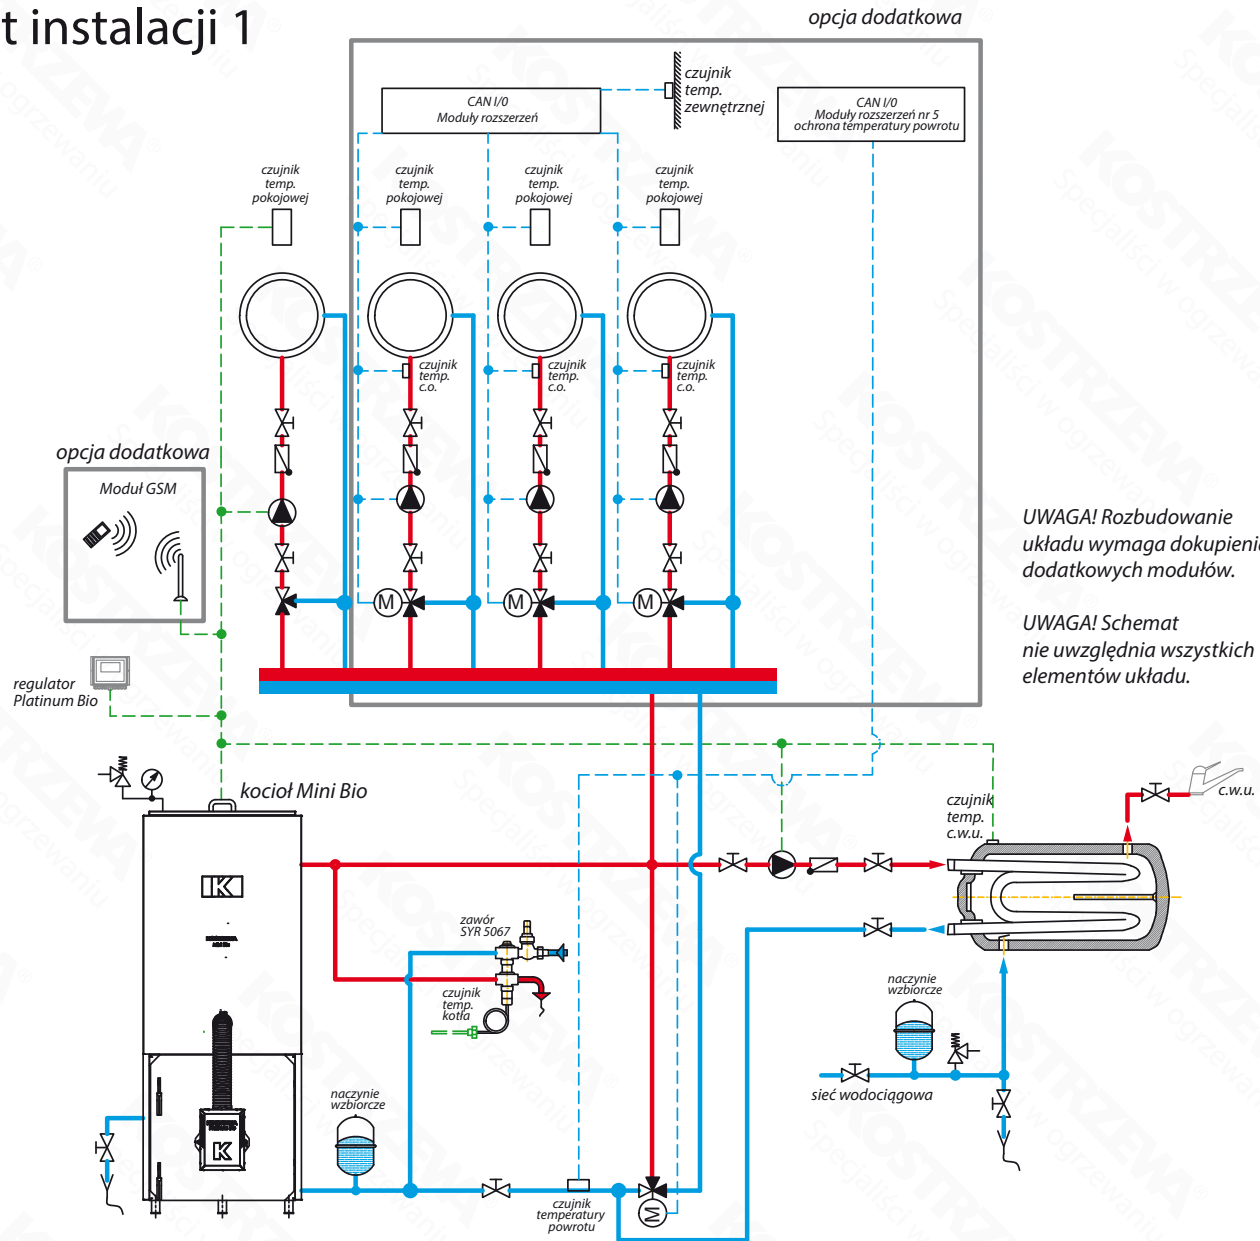 t instalacji 1
opcja dodatkowa
CAN I/0
Moduły rozszerzeń
czujnik
temp.
zewnętrznej
CAN I/0
Moduły rozszerzeń nr 5
ochrona temperatury powrotu
czujnik
temp.
pokojowej
czujnik
temp.
pokojowej
czujnik
temp.
pokojowej
czujnik
temp.
pokojowej
czujnik
temp.
c.o.
czujnik
temp.
c.o.
czujnik
temp.
c.o.
opcja dodatkowa
Moduł GSM
M
M
M
UWAGA! Rozbudowanie
układu wymaga dokupienia
dodatkowych modułów.
UWAGA! Schemat
nie uwzględnia wszystkich
elementów układu.
regulator
Platinum Bio
kocioł Mini Bio
czujnik
temp.
c.w.u.
c.w.u.
K
zawór
SYR 5067
czujnik
temp.
kotła
naczynie
wzbiorcze
sieć wodociągowa
naczynie
wzbiorcze
K
czujnik
temperatury
powrotu
M
KOSTRZEWA®
Specjaliści w ogrzewaniu